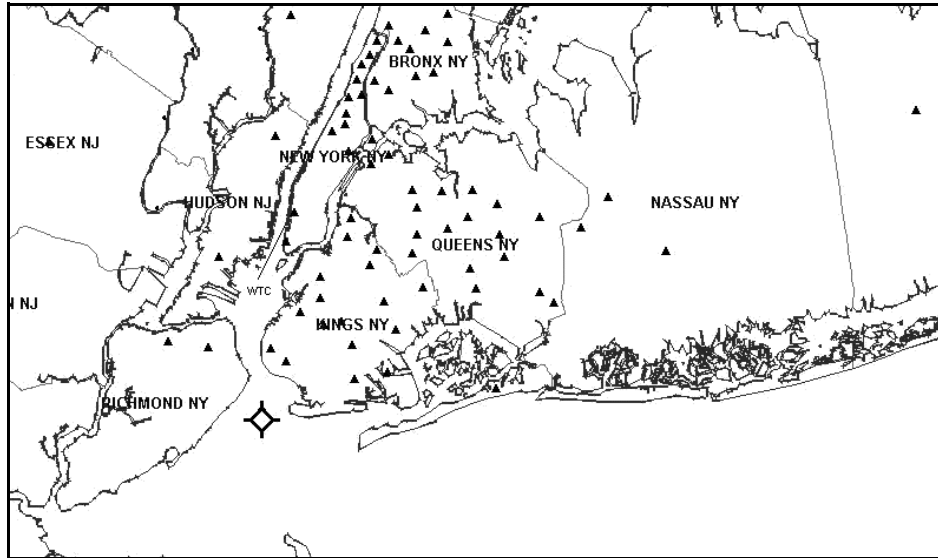 BRONX NY
ESSEX NJ
NEW YORK NY
HUDSON NJ
NASSAU NY
QUEENS NY
WTC
N NJ
KINGS NY
RICHMOND NY